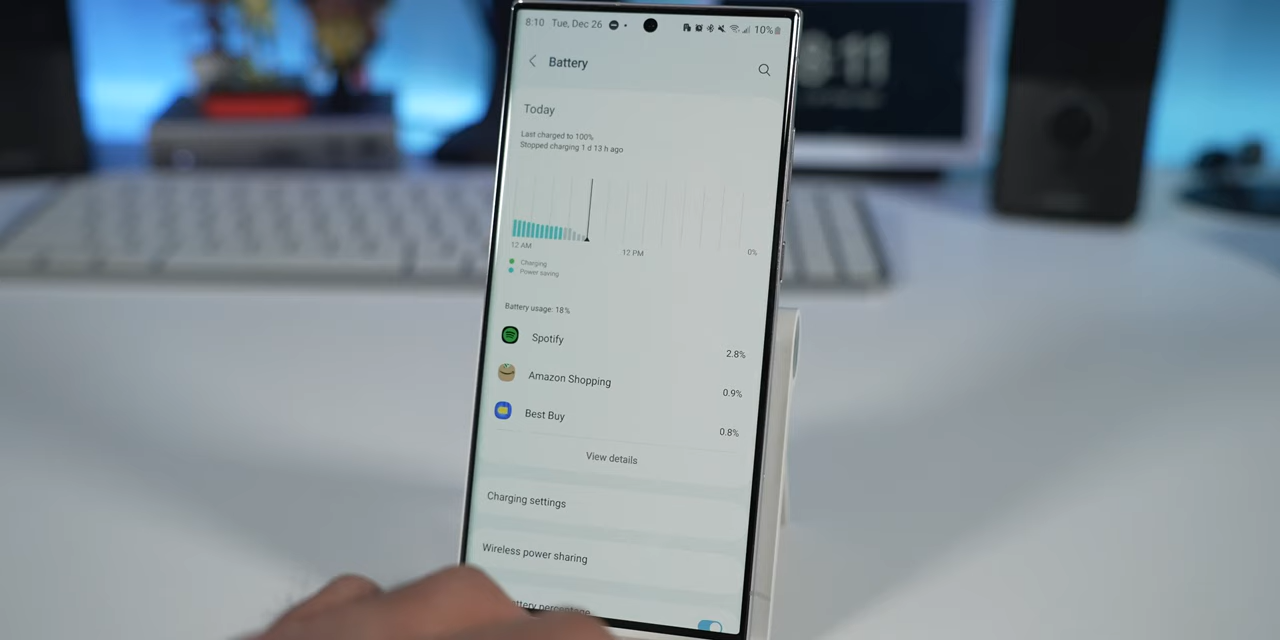 8:10 Tue, Dec 26
10%
Battery
Today
Last charged to 100%
Stopped charging 1 d 13 h ago
12 AM
12 PM
0%
Charging
Power saving
Battery usage: 18%
Spotify
2.8%
Amazon Shopping
0.9%
Best Buy
0.8%
View details
Charging settings
Wireless power sharing